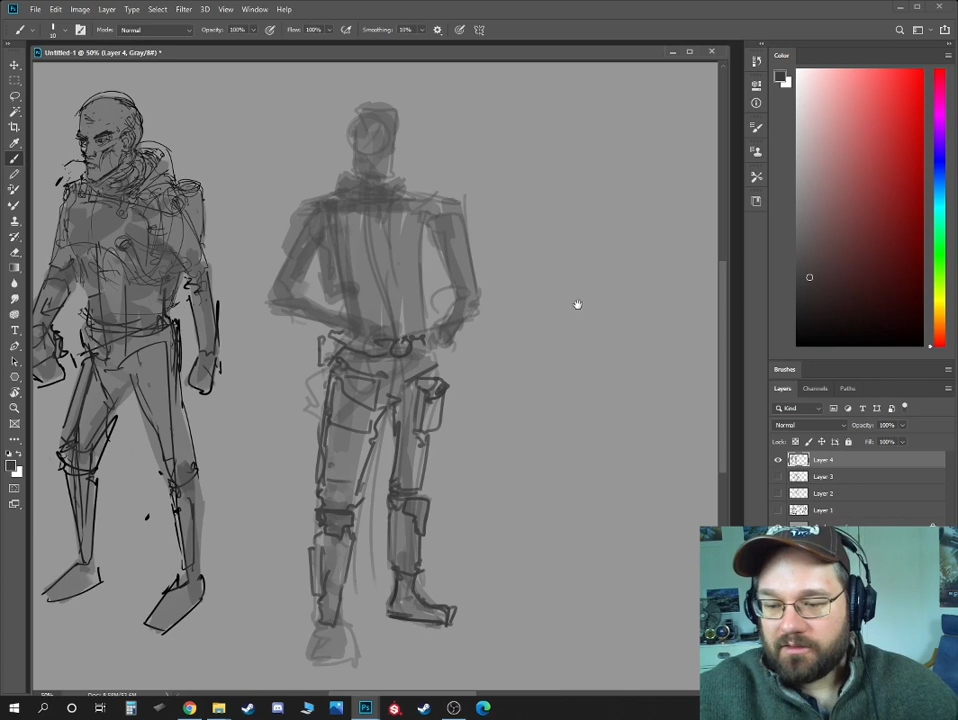 File Edit Image Layer Type Select Filter 3D View Window Help
10 Mode: Normal Opacity: 100% Flow: 100% Smoothing: 10%
Untitled-1 @ 50% (Layer 4, Gray/8#) *
Color
Brushes
Layers Channels Paths
Kind
Normal Opacity: 100%
Lock: Fill: 100%
Layer 4
Layer 3
Layer 2
Layer 1